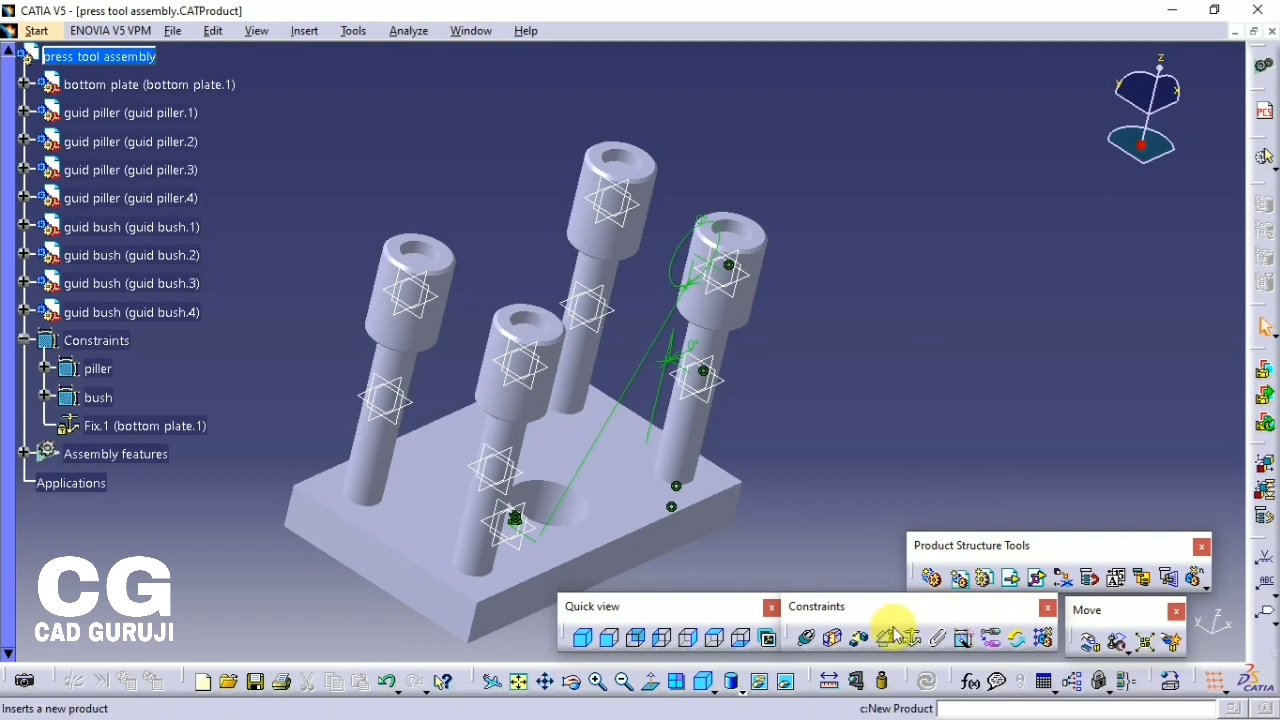 CATIA V5 - [press tool assembly.CATProduct]
Start ENOVIA V5 VPM File Edit View Insert Tools Analyze Window Help
press tool assembly
bottom plate (bottom plate.1)
guid piller (guid piller.1)
guid piller (guid piller.2)
guid piller (guid piller.3)
guid piller (guid piller.4)
guid bush (guid bush.1)
guid bush (guid bush.2)
guid bush (guid bush.3)
guid bush (guid bush.4)
Constraints
piller
bush
Fix.1 (bottom plate.1)
Assembly features
Applications
z
y
x
PCS
0°
Product Structure Tools
Quick view
Constraints
Move
z
ABC
CG
CAD GURUJI
f(x)
CATIA
Inserts a new product
c:New Product